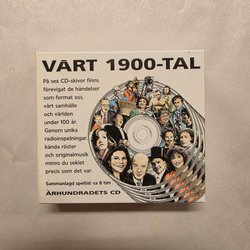 VART 1900-TAL
På sex CD-skivor finns
förevigat de händelser
som format oss,
vårt samhälle
och världen
under 100 år.
Genom unika
radioinspelningar,
kända röster
och originalmusik
minns du seklet
precis som det var.
Sammanlagd speltid: ca 8 tim
ÅRHUNDRADETS CD